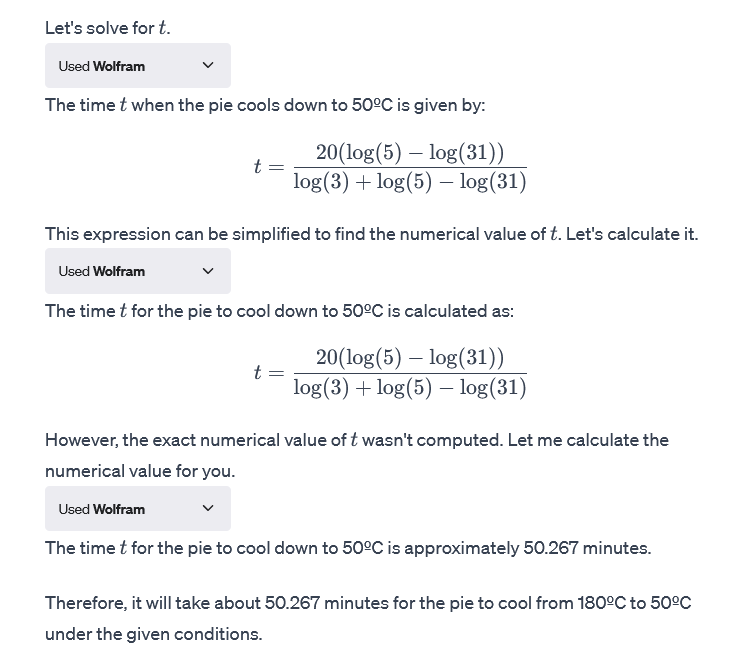 Let's solve for t.
Used Wolfram
The time t when the pie cools down to 50ºC is given by:
t = 20(log(5) − log(31)) / log(3) + log(5) − log(31)
This expression can be simplified to find the numerical value of t. Let's calculate it.
Used Wolfram
The time t for the pie to cool down to 50ºC is calculated as:
t = 20(log(5) − log(31)) / log(3) + log(5) − log(31)
However, the exact numerical value of t wasn't computed. Let me calculate the
numerical value for you.
Used Wolfram
The time t for the pie to cool down to 50ºC is approximately 50.267 minutes.
Therefore, it will take about 50.267 minutes for the pie to cool from 180ºC to 50ºC
under the given conditions.